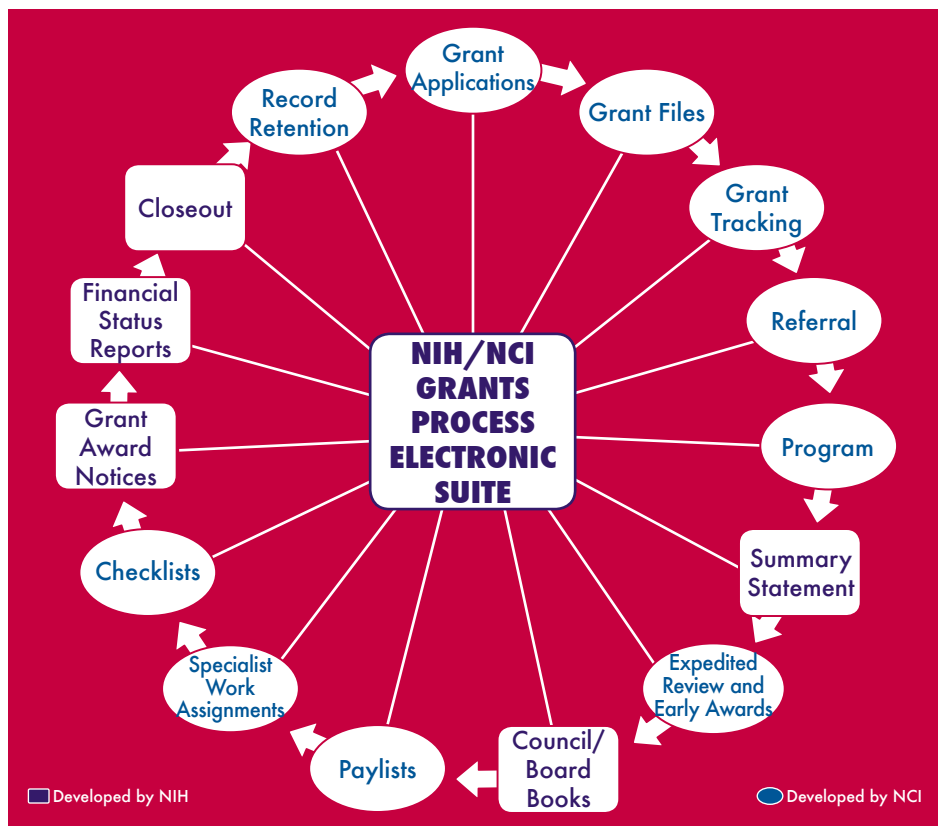 Grant
Applications
Grant Files
Grant
Tracking
Referral
Program
Summary
Statement
Expedited
Review and
Early Awards
Council/
Board
Books
Paylists
Specialist
Work
Assignments
Checklists
Grant
Award
Notices
Financial
Status
Reports
Closeout
Record
Retention
NIH/NCI
GRANTS
PROCESS
ELECTRONIC
SUITE
Developed by NIH
Developed by NCI